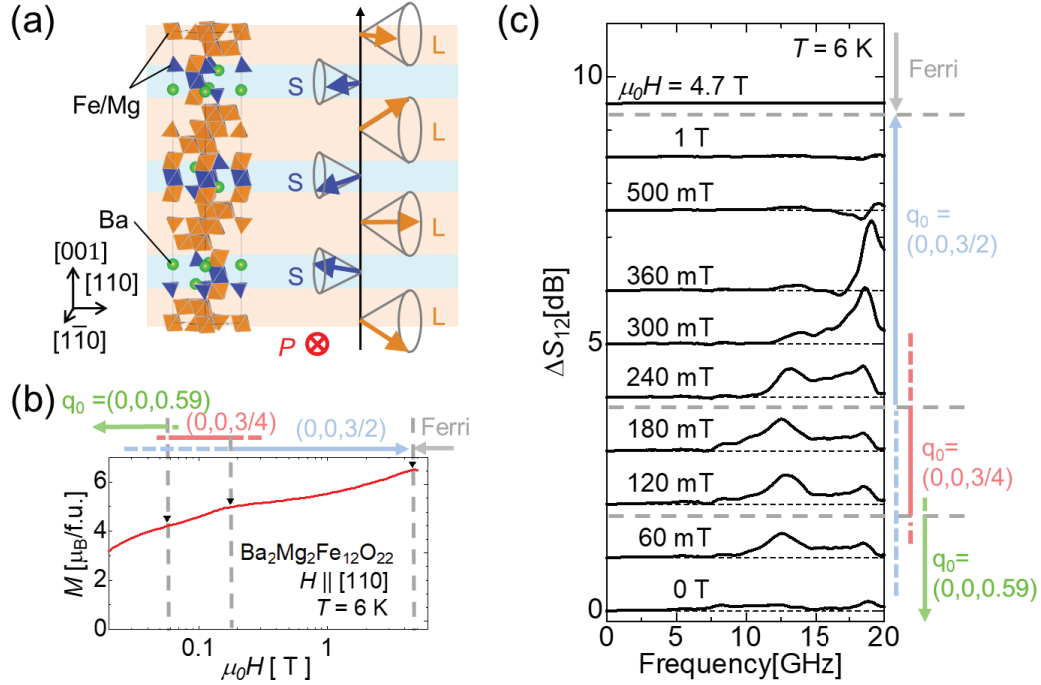 (a)
Fe/Mg
Ba
[001]
[110]
[11̅0]
L
S
L
S
L
S
L
P
(b)
q₀ =(0,0,0.59)
(0,0,3/4)
(0,0,3/2)
Ferri
M [μB/f.u.]
6
4
2
0
Ba₂Mg₂Fe₁₂O₂₂
H || [110]
T = 6 K
0.1
1
μ₀H [ T ]
(c)
T = 6 K
Ferri
μ₀H = 4.7 T
1 T
500 mT
360 mT
300 mT
240 mT
180 mT
120 mT
60 mT
0 T
q₀ =
(0,0,3/2)
q₀=
(0,0,3/4)
q₀=
(0,0,0.59)
ΔS₁₂[dB]
10
5
0
0
5
10
15
20
Frequency[GHz]